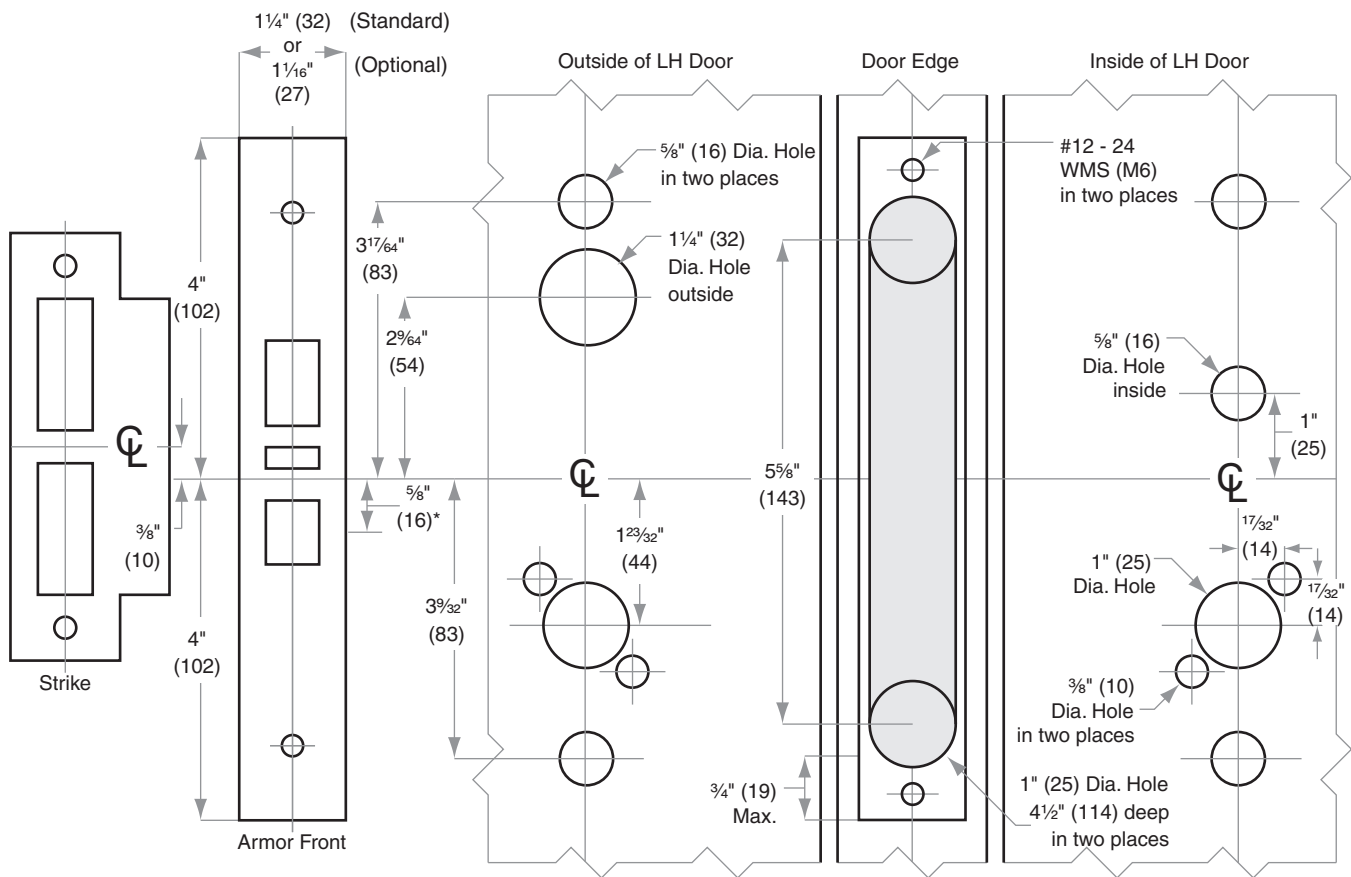 1¼" (32) (Standard)
or
1¹⁄₁₆" (Optional)
(27)
Outside of LH Door
Door Edge
Inside of LH Door
⅝" (16) Dia. Hole
in two places
#12 - 24
WMS (M6)
in two places
3¹⁷⁄₆₄"
(83)
1¼" (32)
Dia. Hole
outside
4"
(102)
2⁹⁄₆₄"
(54)
⅝" (16)
Dia. Hole
inside
1"
(25)
℄
℄
℄
5⅝"
(143)
⅝"
(16)*
⅜"
(10)
1²³⁄₃₂"
(44)
¹⁷⁄₃₂"
(14)
1" (25)
Dia. Hole
¹⁷⁄₃₂"
(14)
3⁹⁄₃₂"
(83)
4"
(102)
Strike
⅜" (10)
Dia. Hole
in two places
¾" (19)
Max.
1" (25) Dia. Hole
4½" (114) deep
in two places
Armor Front